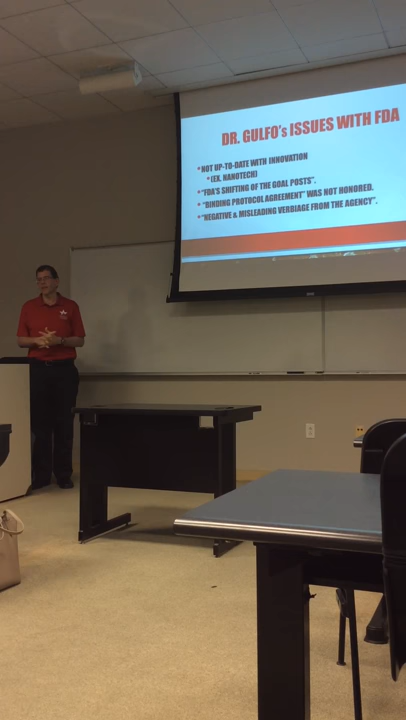 DR. GULFO's ISSUES WITH FDA
• NOT UP-TO-DATE WITH INNOVATION
• (EX. NANOTECH)
• "FDA'S SHIFTING OF THE GOAL POSTS".
• "BINDING PROTOCOL AGREEMENT" WAS NOT HONORED.
• "NEGATIVE & MISLEADING VERBIAGE FROM THE AGENCY".